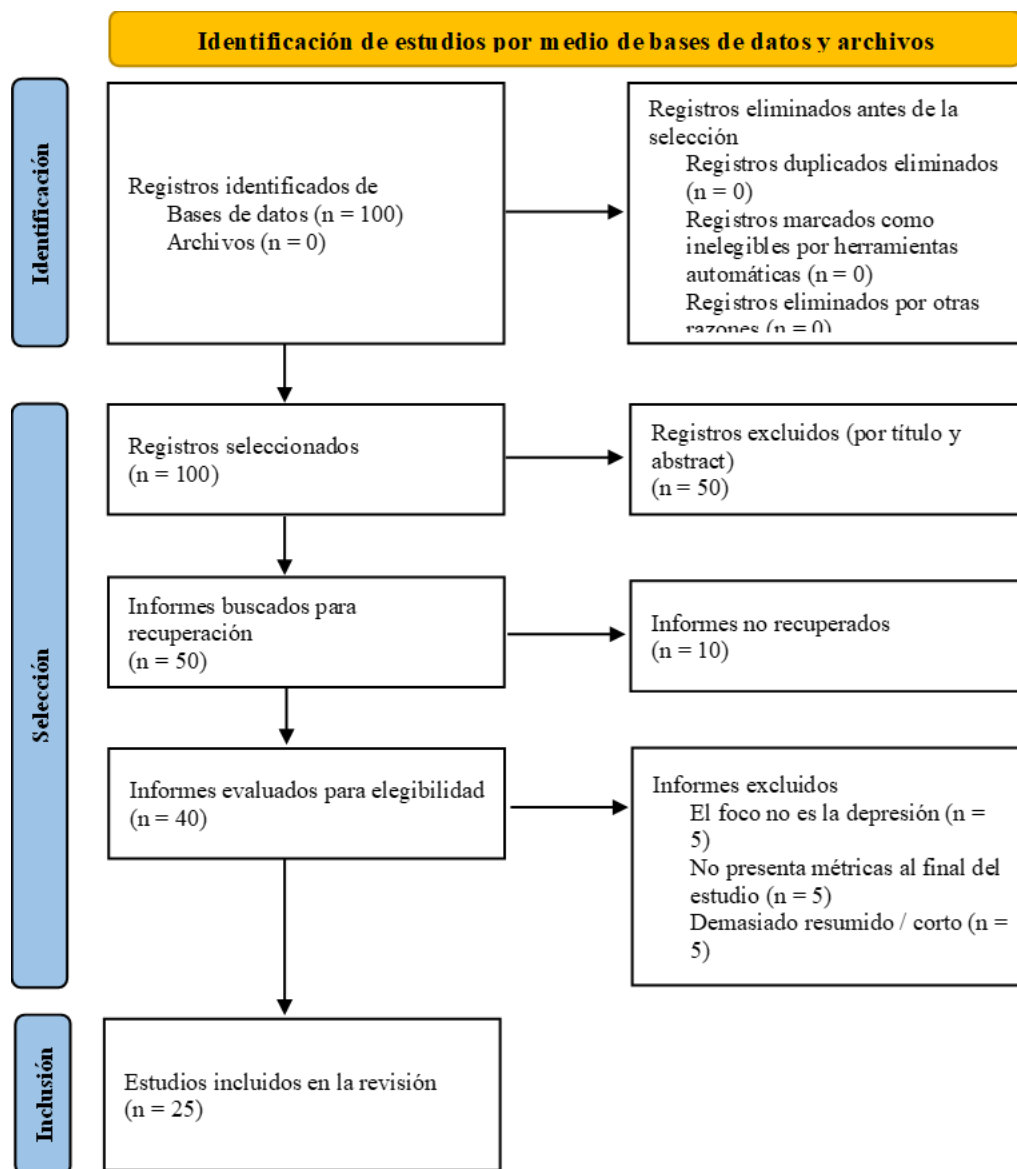 Identificación de estudios por medio de bases de datos y archivos
Identificación
Registros identificados de
Bases de datos (n = 100)
Archivos (n = 0)
Registros eliminados antes de la
selección
Registros duplicados eliminados
(n = 0)
Registros marcados como
inelegibles por herramientas
automáticas (n = 0)
Registros eliminados por otras
razones (n = 0)
Selección
Registros seleccionados
(n = 100)
Registros excluidos (por título y
abstract)
(n = 50)
Informes buscados para
recuperación
(n = 50)
Informes no recuperados
(n = 10)
Informes evaluados para elegibilidad
(n = 40)
Informes excluidos
El foco no es la depresión (n =
5)
No presenta métricas al final del
estudio (n = 5)
Demasiado resumido / corto (n =
5)
Inclusión
Estudios incluidos en la revisión
(n = 25)